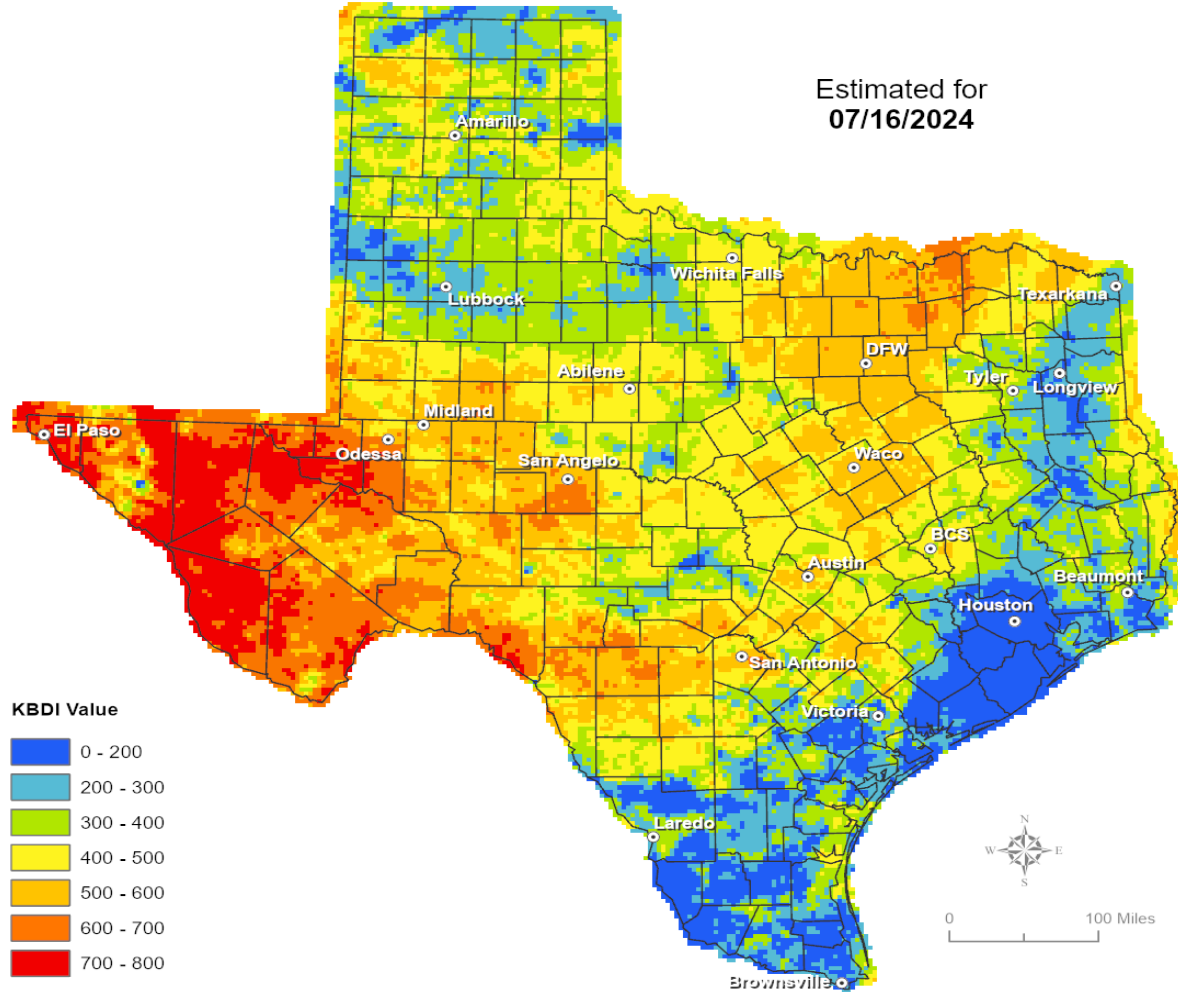 Estimated for
07/16/2024
Amarillo
Wichita Falls
Lubbock
Texarkana
DFW
Abilene
Tyler
Longview
Midland
El Paso
Odessa
San Angelo
Waco
BCS
Austin
Beaumont
Houston
San Antonio
Victoria
Laredo
Brownsville
KBDI Value
0 - 200
200 - 300
300 - 400
400 - 500
500 - 600
600 - 700
700 - 800
N
W E
S
0 100 Miles